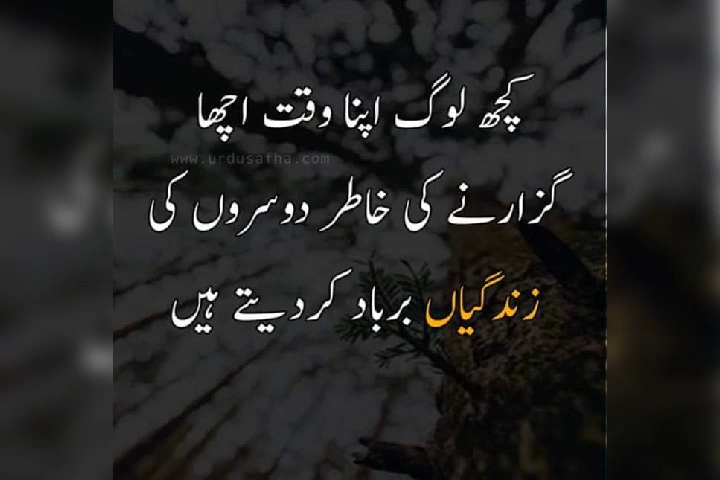 کچھ لوگ اپنا وقت اچھا
www.urdusafha.com
گزارنے کی خاطر دوسروں کی
زندگیاں برباد کر دیتے ہیں